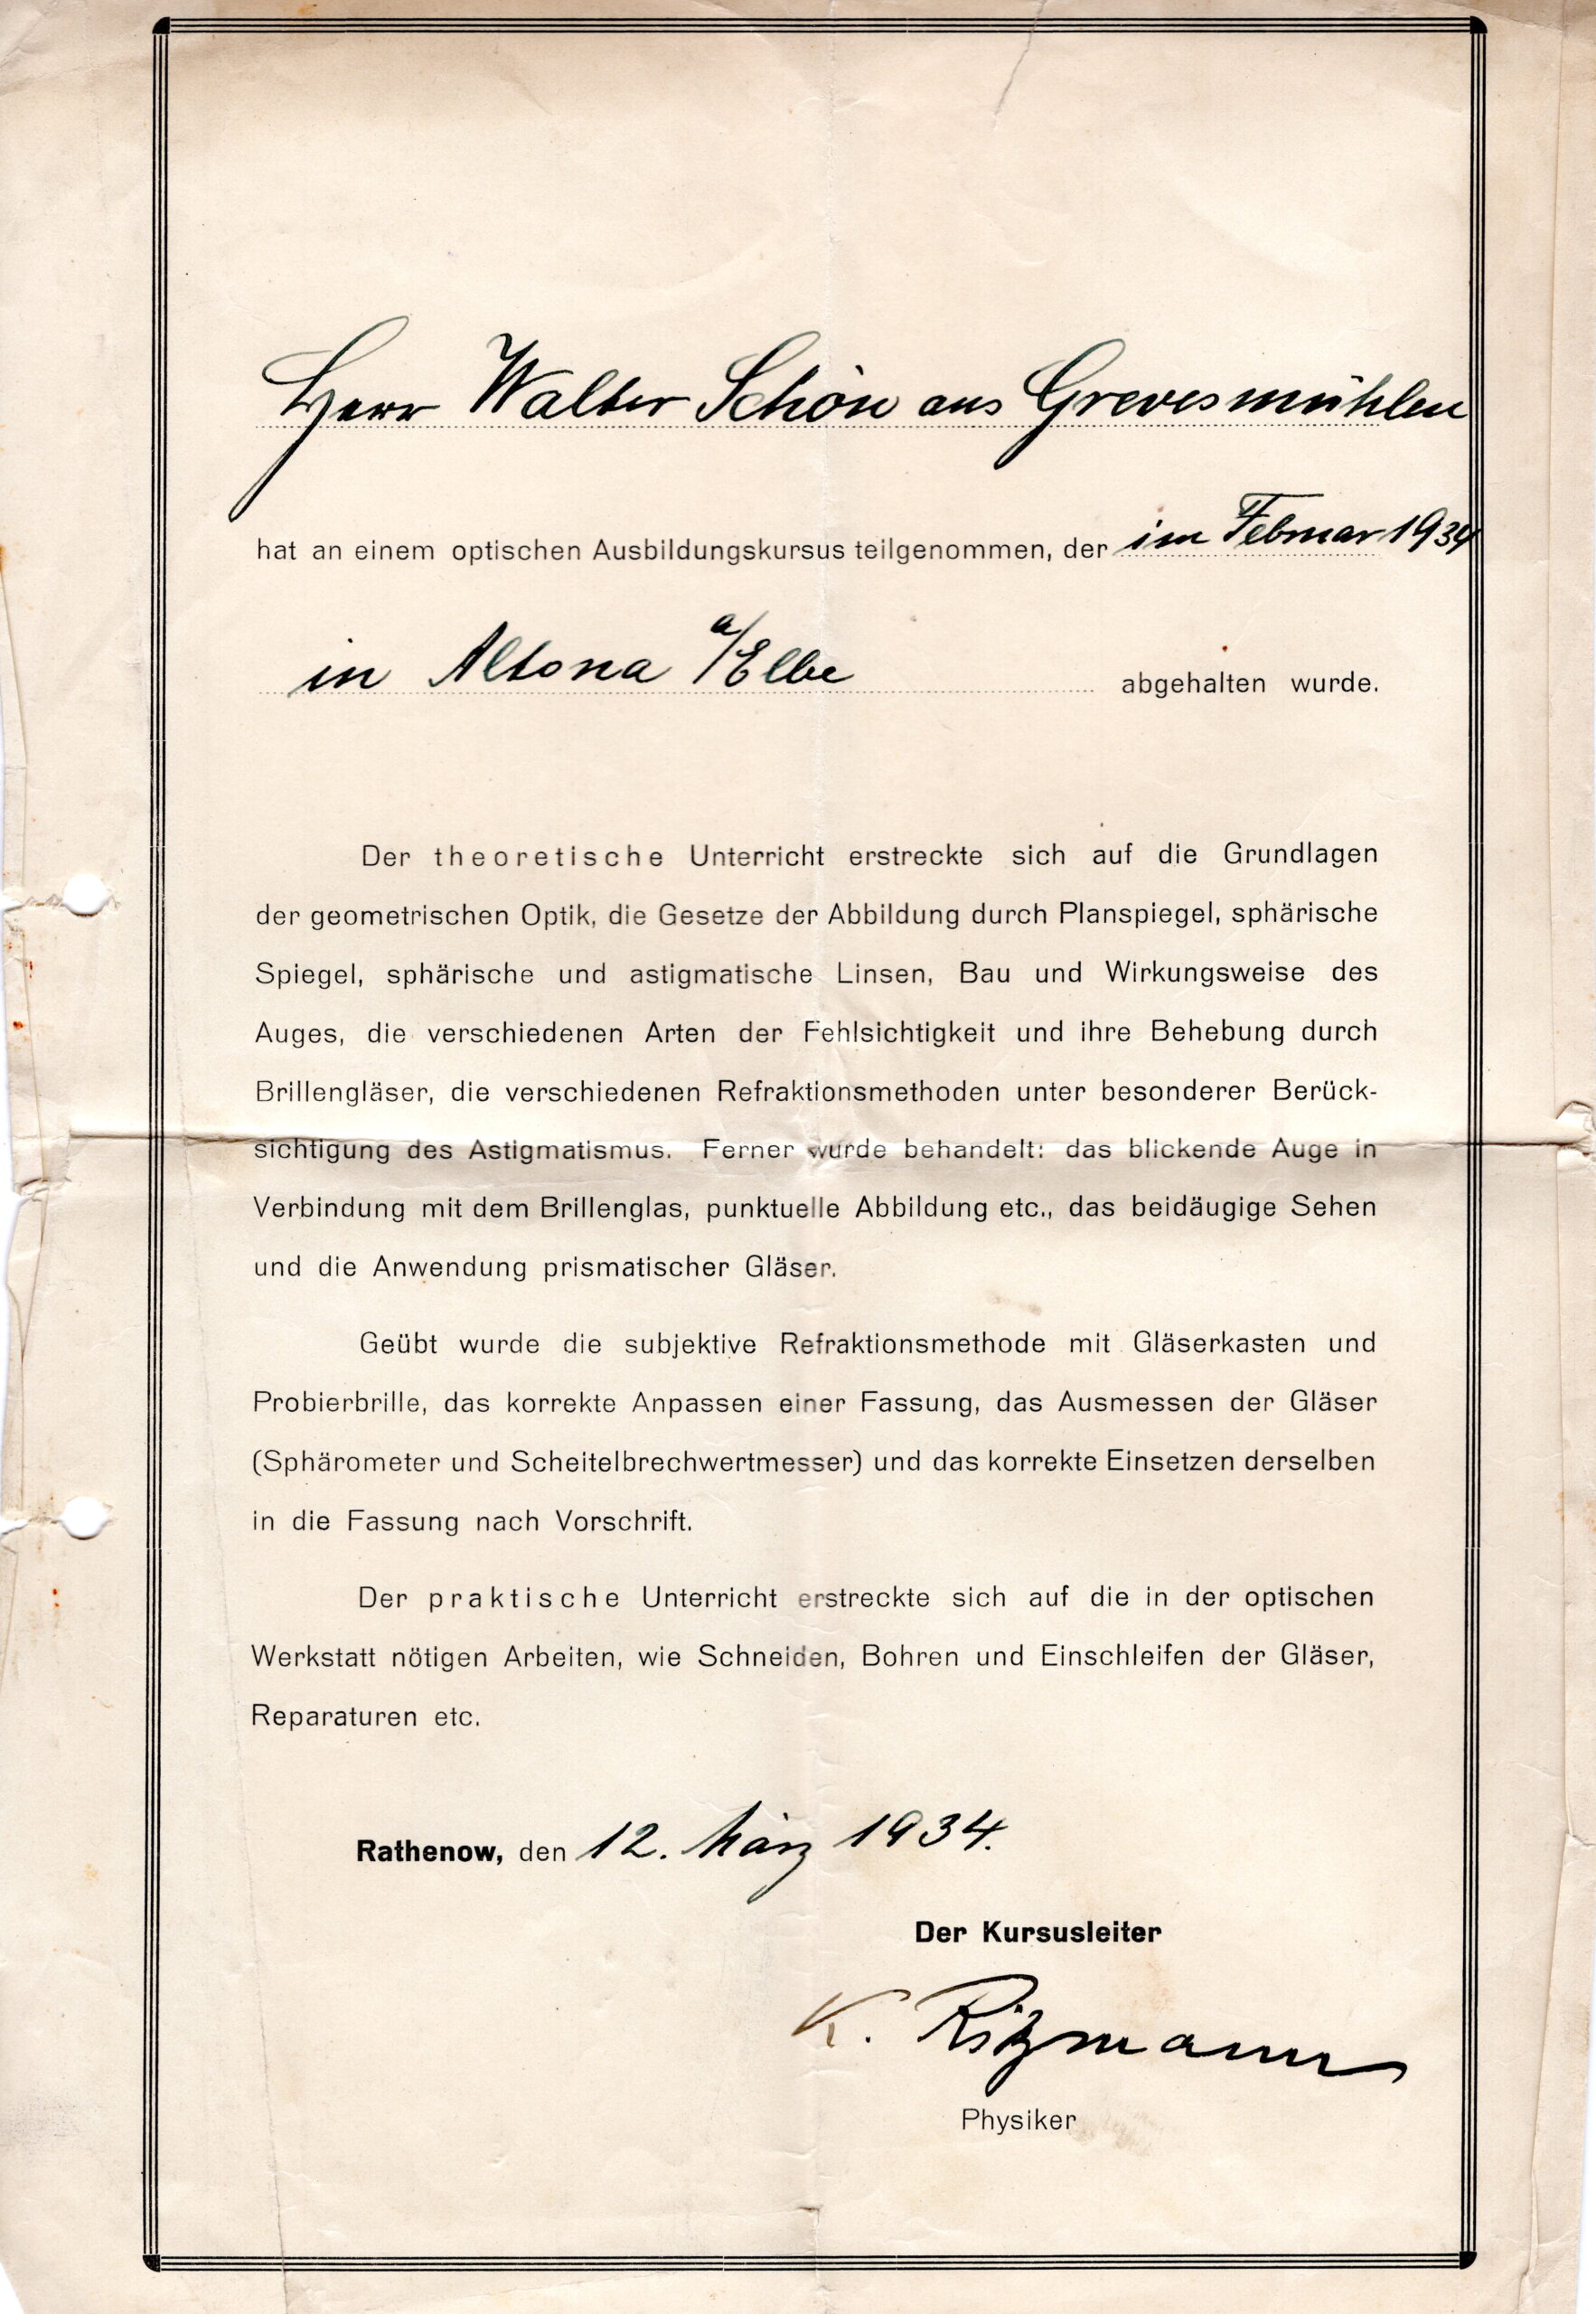 Herr Walter Schön aus Grevesmühlen
hat an einem optischen Ausbildungskursus teilgenommen, der im Februar 1934
in Altona a/Elbe abgehalten wurde.
Der theoretische Unterricht erstreckte sich auf die Grundlagen
der geometrischen Optik, die Gesetze der Abbildung durch Planspiegel, sphärische
Spiegel, sphärische und astigmatische Linsen, Bau und Wirkungsweise des
Auges, die verschiedenen Arten der Fehlsichtigkeit und ihre Behebung durch
Brillengläser, die verschiedenen Refraktionsmethoden unter besonderer Berück-
sichtigung des Astigmatismus. Ferner wurde behandelt: das blickende Auge in
Verbindung mit dem Brillenglas, punktuelle Abbildung etc., das beidäugige Sehen
und die Anwendung prismatischer Gläser.
Geübt wurde die subjektive Refraktionsmethode mit Gläserkasten und
Probierbrille, das korrekte Anpassen einer Fassung, das Ausmessen der Gläser
(Sphärometer und Scheitelbrechwertmesser) und das korrekte Einsetzen derselben
in die Fassung nach Vorschrift.
Der praktische Unterricht erstreckte sich auf die in der optischen
Werkstatt nötigen Arbeiten, wie Schneiden, Bohren und Einschleifen der Gläser,
Reparaturen etc.
Rathenow, den 12. März 1934.
Der Kursusleiter
K. Ritzmann
Physiker